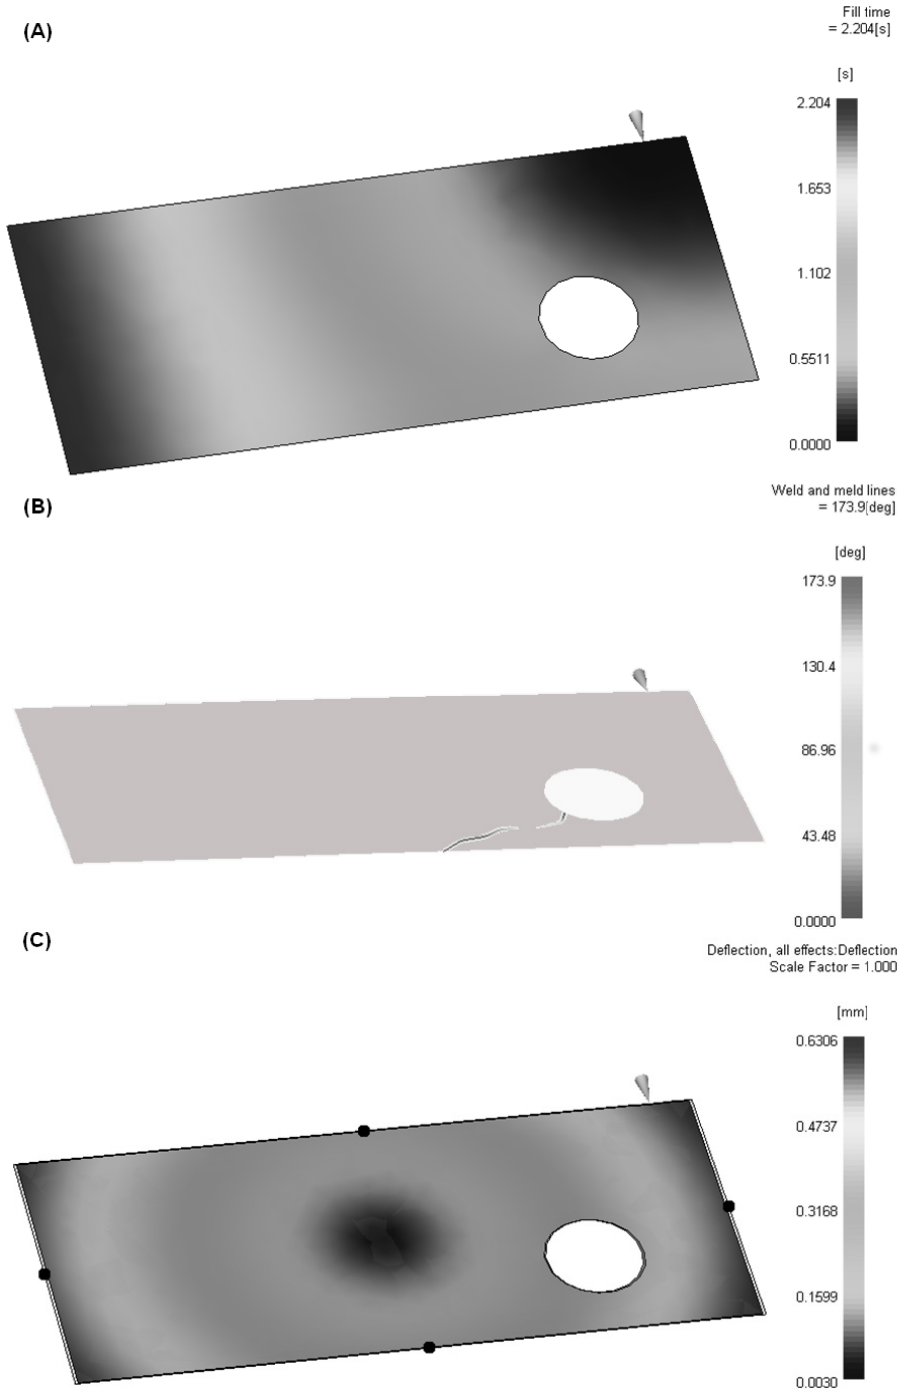 (A)
Fill time
= 2.204[s]
[s]
2.204
1.653
1.102
0.5511
0.0000
(B)
Weld and meld lines
= 173.9[deg]
[deg]
173.9
130.4
86.96
43.48
0.0000
(C)
Deflection, all effects:Deflection
Scale Factor = 1.000
[mm]
0.6306
0.4737
0.3168
0.1599
0.0030